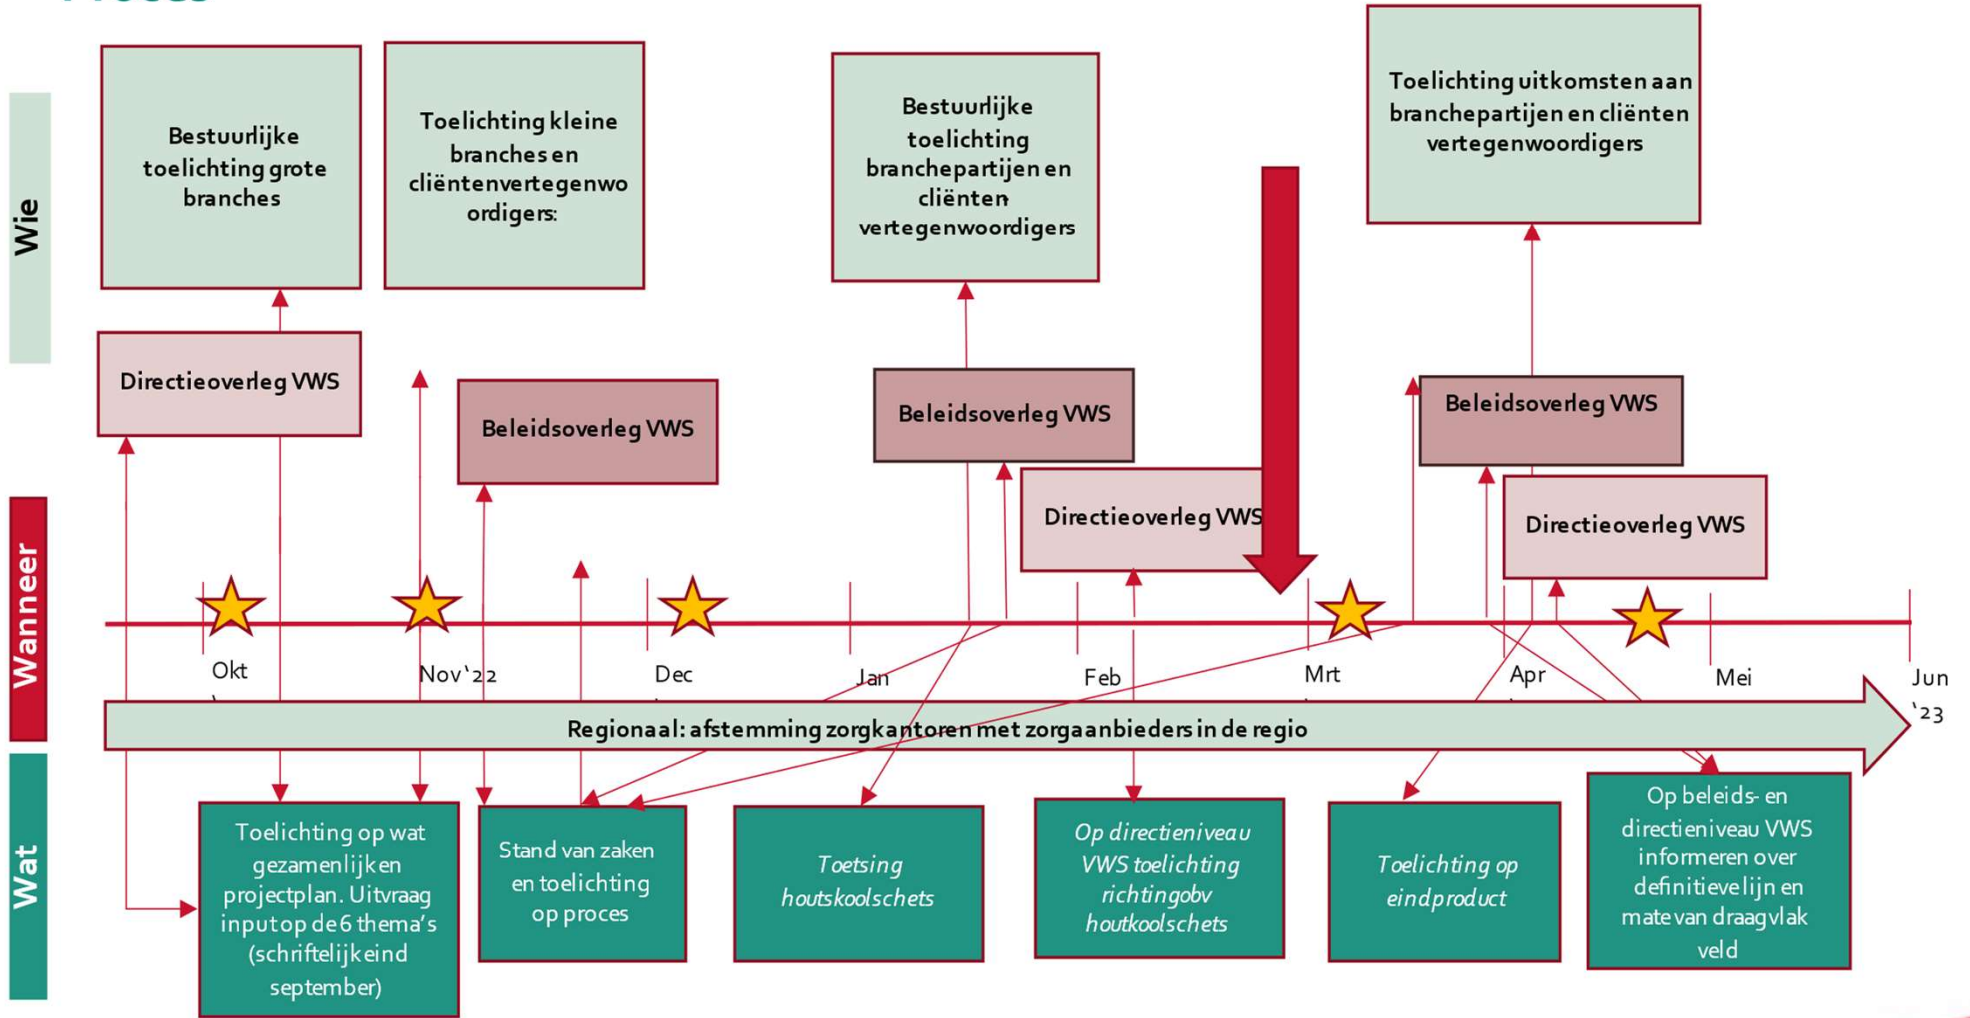 Proces
Wie
Bestuurlijke
toelichting grote
branches
Toelichting kleine
branches en
cliëntenvertegenwo
ordigers:
Bestuurlijke
toelichting
branchepartijen en
cliënten
vertegenwoordigers
Toelichting uitkomsten aan
branchepartijen en cliënten
vertegenwoordigers
Directieoverleg VWS
Beleidsoverleg VWS
Beleidsoverleg VWS
Directieoverleg VWS
Beleidsoverleg VWS
Directieoverleg VWS
Wanneer
Okt
Nov '22
Dec
Jan
Feb
Mrt
Apr
Mei
Jun
'23
Regionaal: afstemming zorgkantoren met zorgaanbieders in de regio
Wat
Toelichting op wat
gezamenlijk en
projectplan. Uitvraag
input op de 6 thema's
(schriftelijk eind
september)
Stand van zaken
en toelichting
op proces
Toetsing
houtskoolschets
Op directieniveau
VWS toelichting
richting obv
houtkoolschets
Toelichting op
eindproduct
Op beleids- en
directieniveau VWS
informeren over
definitieve lijn en
mate van draagvlak
veld